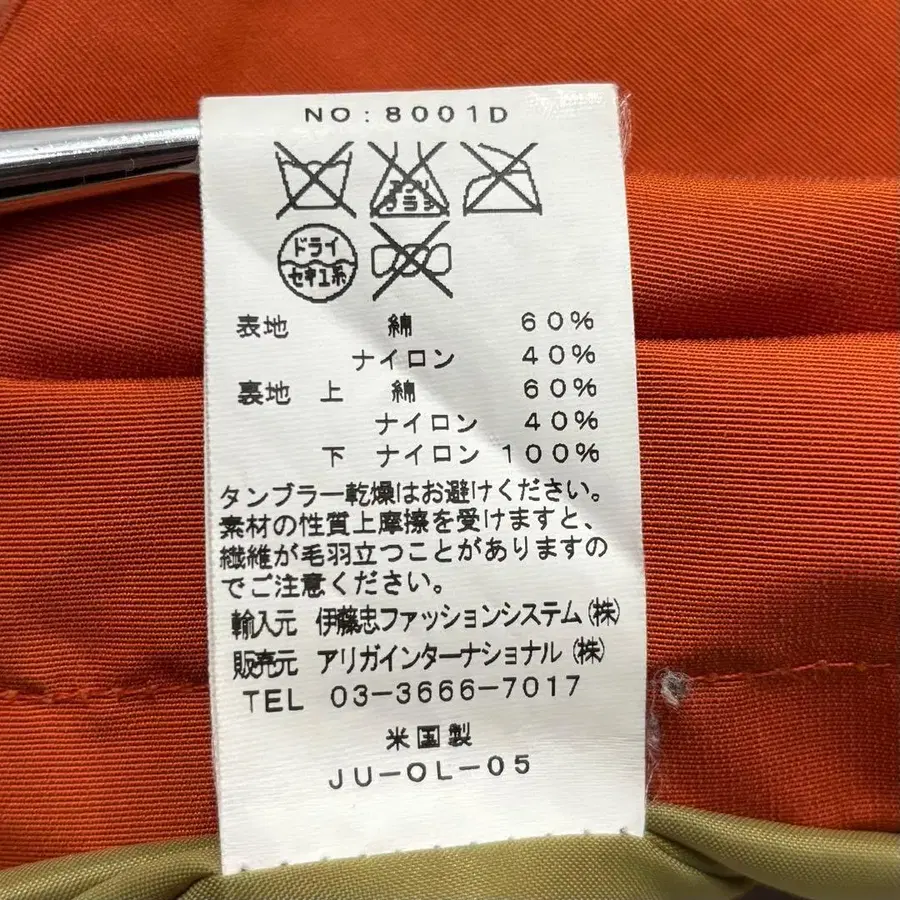 NO:8001D
エンソ
サラシ
ドライ
セキユ系
表地 綿 60%
ナイロン 40%
裏地 上 綿 60%
ナイロン 40%
下 ナイロン 100%
タンブラー乾燥はお避けください。
素材の性質上摩擦を受けますと、
繊維が毛羽立つことがありますの
でご注意ください。
輸入元 伊藤忠ファッションシステム(株)
販売元 アリガインターナショナル(株)
TEL 03-3666-7017
米国製
JU-OL-05